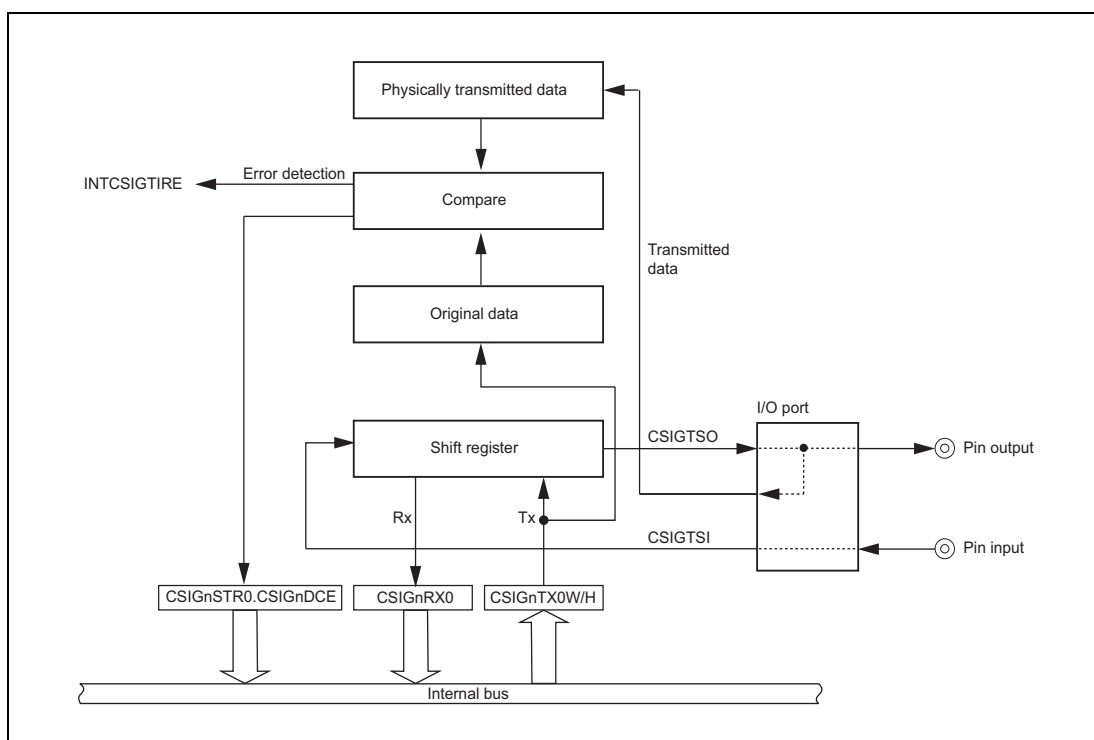 Physically transmitted data
INTCSIGTIRE
Error detection
Compare
Transmitted
data
Original data
I/O port
Shift register
CSIGTSO
Pin output
Rx
Tx
CSIGTSI
Pin input
CSIGnSTR0.CSIGnDCE
CSIGnRX0
CSIGnTX0W/H
Internal bus